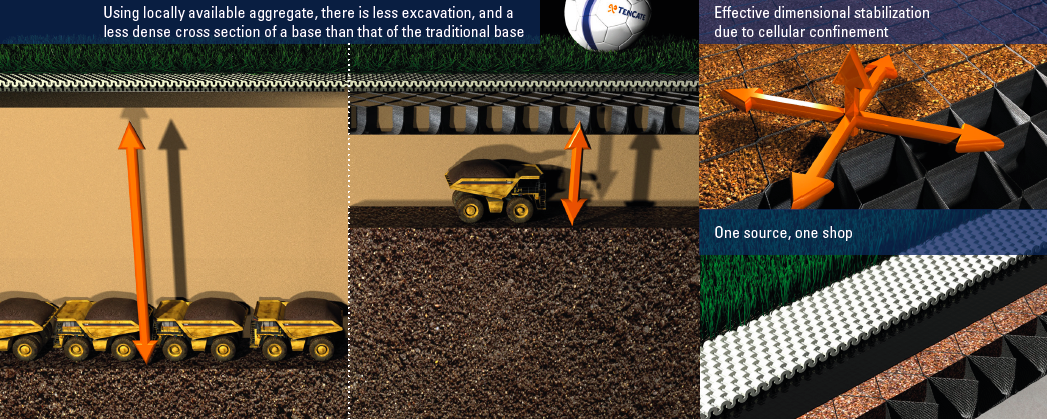 Using locally available aggregate, there is less excavation, and a
less dense cross section of a base than that of the traditional base
TENCATE
Effective dimensional stabilization
due to cellular confinement
One source, one shop